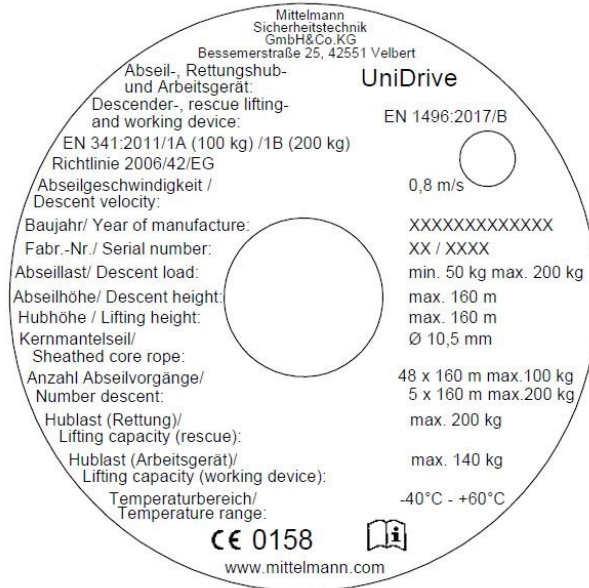 Mittelmann
Sicherheitstechnik
GmbH&Co.KG
Bessemerstraße 25, 42551 Velbert
Abseil-, Rettungshub-
und Arbeitsgerät:
UniDrive
Descender-, rescue lifting-
and working device:
EN 1496:2017/B
EN 341:2011/1A (100 kg) /1B (200 kg)
Richtlinie 2006/42/EG
Abseilgeschwindigkeit /
Descent velocity:
0,8 m/s
Baujahr/ Year of manufacture: XXXXXXXXXXXXX
Fabr.-Nr./ Serial number: XX / XXXX
Abseillast/ Descent load: min. 50 kg max. 200 kg
Abseilhöhe/ Descent height: max. 160 m
Hubhöhe / Lifting height: max. 160 m
Kernmantelseil/
Sheathed core rope:
Ø 10,5 mm
Anzahl Abseilvorgänge/ 48 x 160 m max.100 kg
Number descent: 5 x 160 m max.200 kg
Hublast (Rettung)/ max. 200 kg
Lifting capacity (rescue):
Hublast (Arbeitsgerät)/ max. 140 kg
Lifting capacity (working device):
Temperaturbereich/ -40°C - +60°C
Temperature range:
CE 0158
www.mittelmann.com